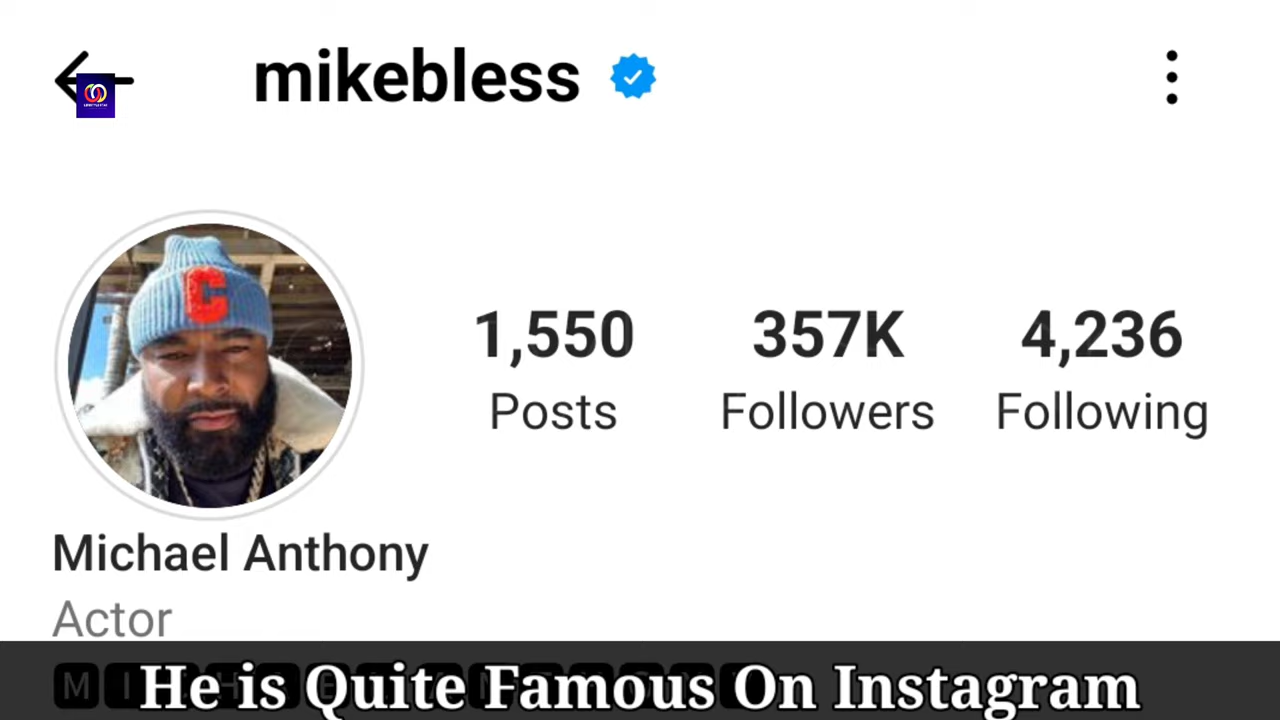 mikebless
C
1,550 357K 4,236
Posts Followers Following
Michael Anthony
Actor
He is Quite Famous On Instagram